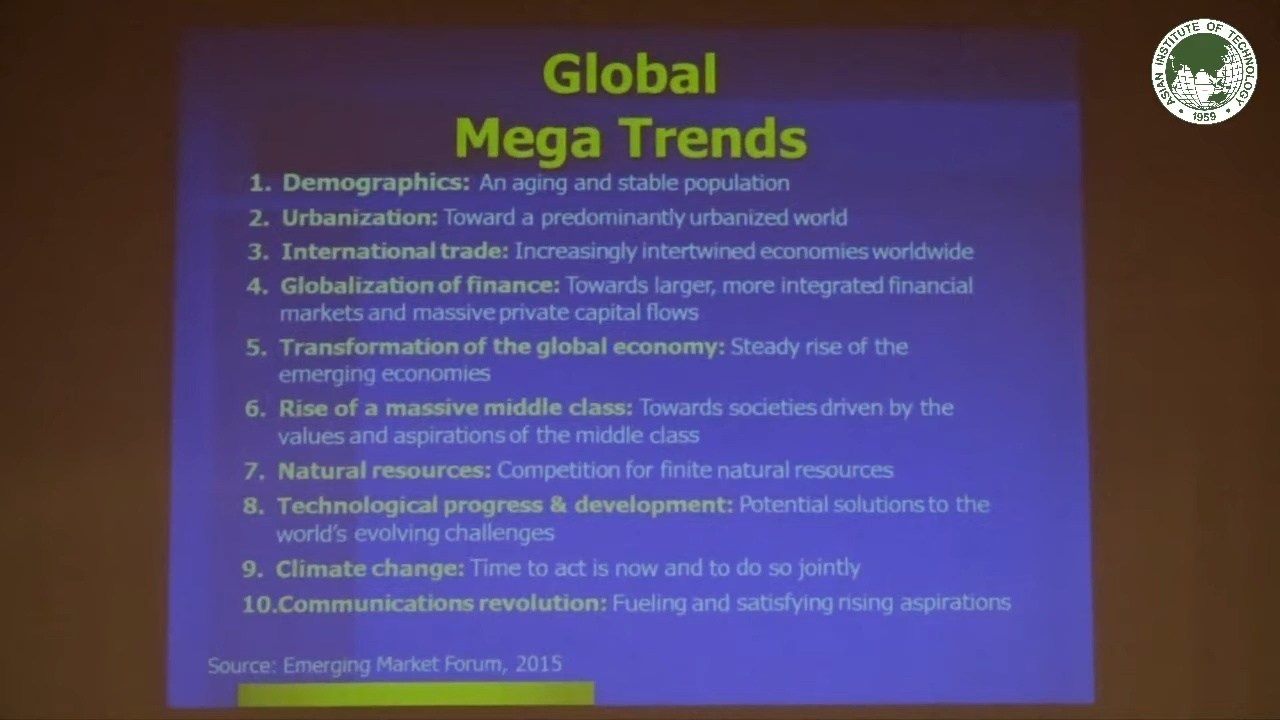 Global
Mega Trends
1. Demographics: An aging and stable population
2. Urbanization: Toward a predominantly urbanized world
3. International trade: Increasingly intertwined economies worldwide
4. Globalization of finance: Towards larger, more integrated financial
markets and massive private capital flows
5. Transformation of the global economy: Steady rise of the
emerging economies
6. Rise of a massive middle class: Towards societies driven by the
values and aspirations of the middle class
7. Natural resources: Competition for finite natural resources
8. Technological progress & development: Potential solutions to the
world's evolving challenges
9. Climate change: Time to act is now and to do so jointly
10.Communications revolution: Fueling and satisfying rising aspirations
Source: Emerging Market Forum, 2015
ASIAN INSTITUTE OF TECHNOLOGY
1959